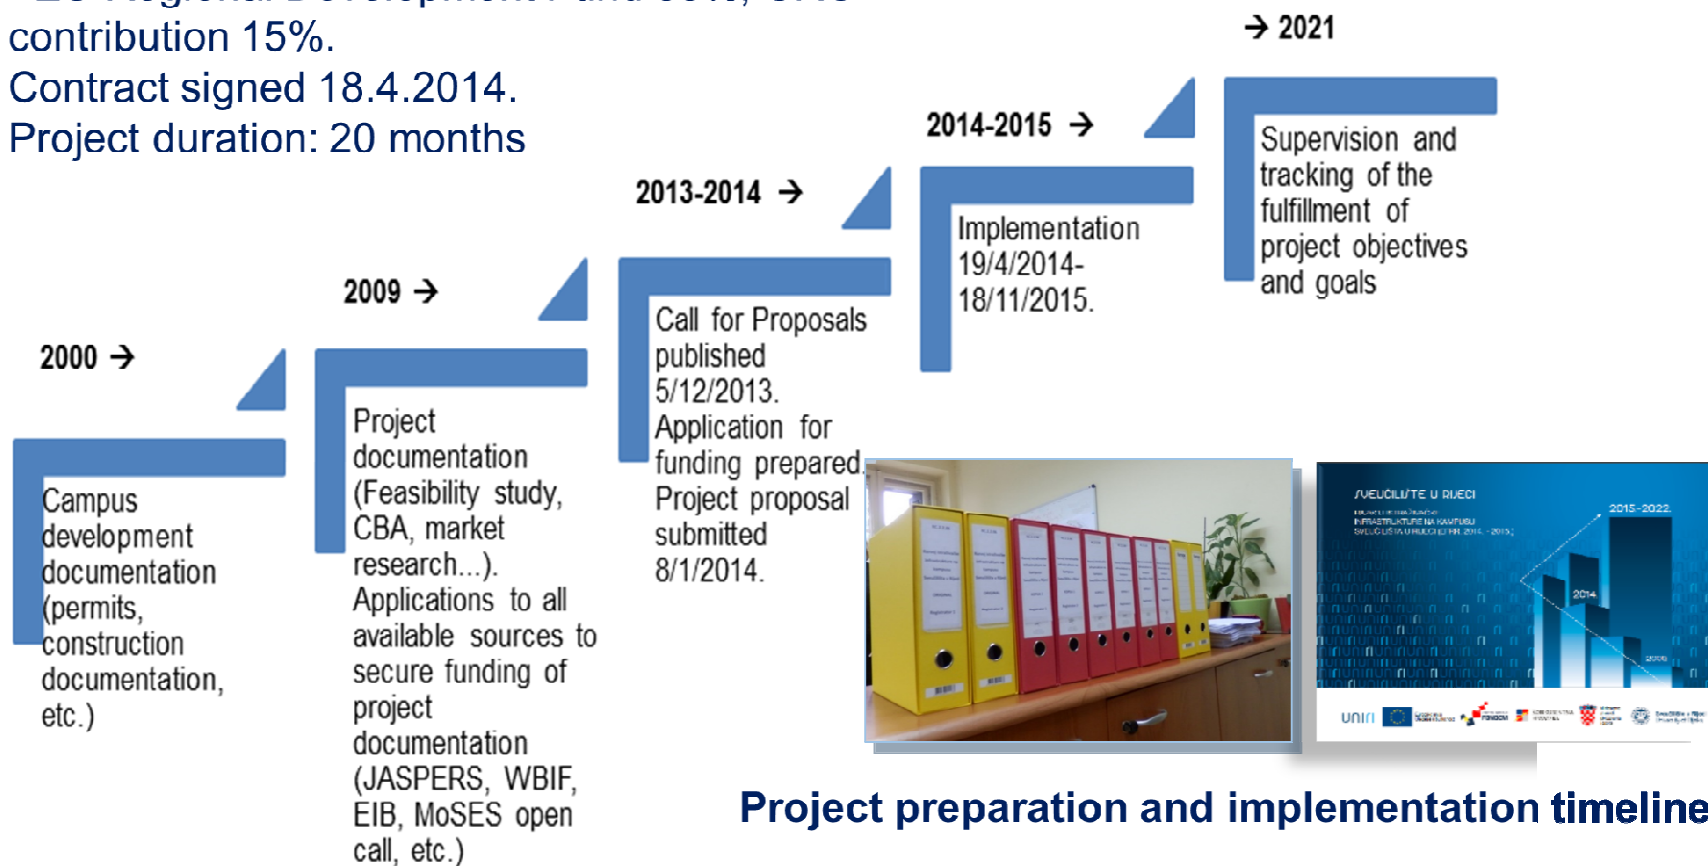 contribution 15%.
Contract signed 18.4.2014.
Project duration: 20 months
2000 →
Campus
development
documentation
(permits,
construction
documentation,
etc.)
2009 →
Project
documentation
(Feasibility study,
CBA, market
research...).
Applications to all
available sources to
secure funding of
project
documentation
(JASPERS, WBIF,
EIB, MoSES open
call, etc.)
2013-2014 →
Call for Proposals
published
5/12/2013.
Application for
funding prepared.
Project proposal
submitted
8/1/2014.
2014-2015 →
Implementation
19/4/2014-
18/11/2015.
→ 2021
Supervision and
tracking of the
fulfillment of
project objectives
and goals
SVEUČILIŠTE U RIJECI
INFRASTRUKTURE NA KAMPUSU
2015-2022.
2014.
UNIRI
Project preparation and implementation timeline